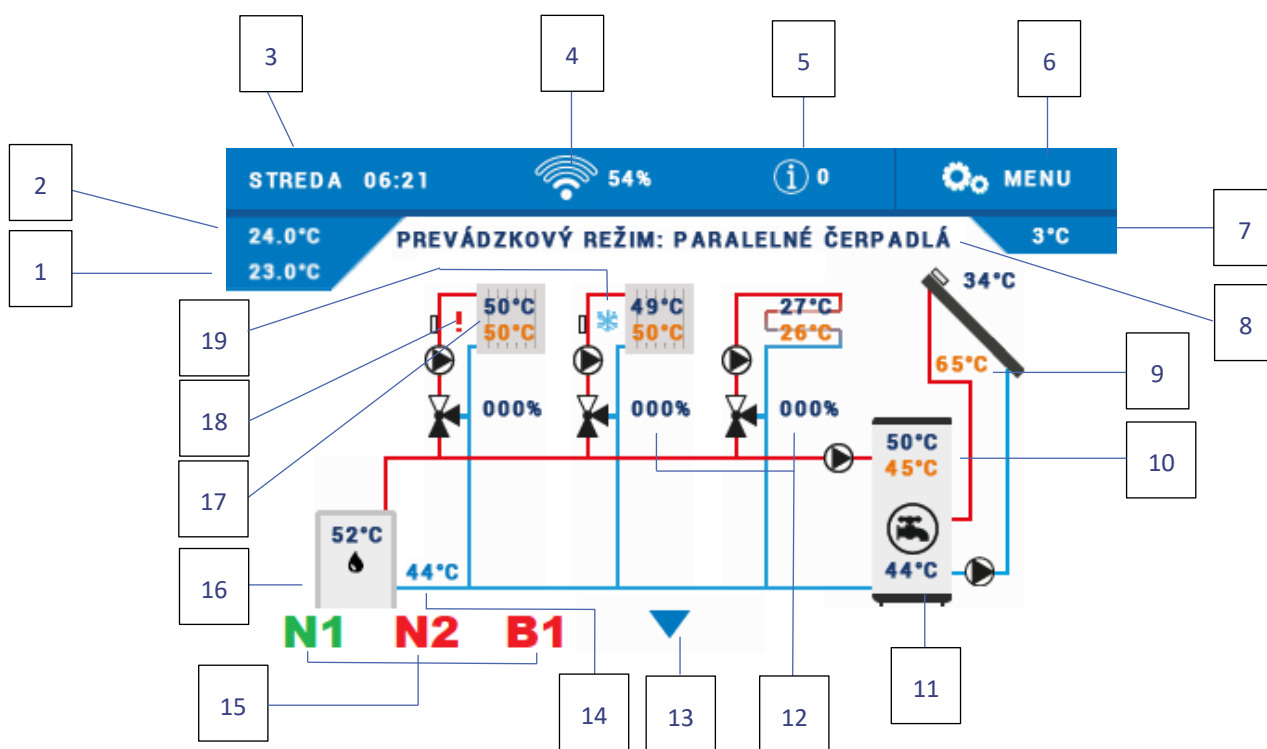 3
4
5
6
2
STREDA 06:21
54%
i 0
MENU
7
24.0°C
PREVÁDZKOVÝ REŽIM: PARALELNÉ ČERPADLÁ
3°C
1
23.0°C
34°C
8
19
!
50°C
50°C
49°C
50°C
27°C
26°C
65°C
9
18
000%
000%
000%
50°C
45°C
10
17
52°C
16
44°C
44°C
N1
N2
B1
15
14
13
12
11